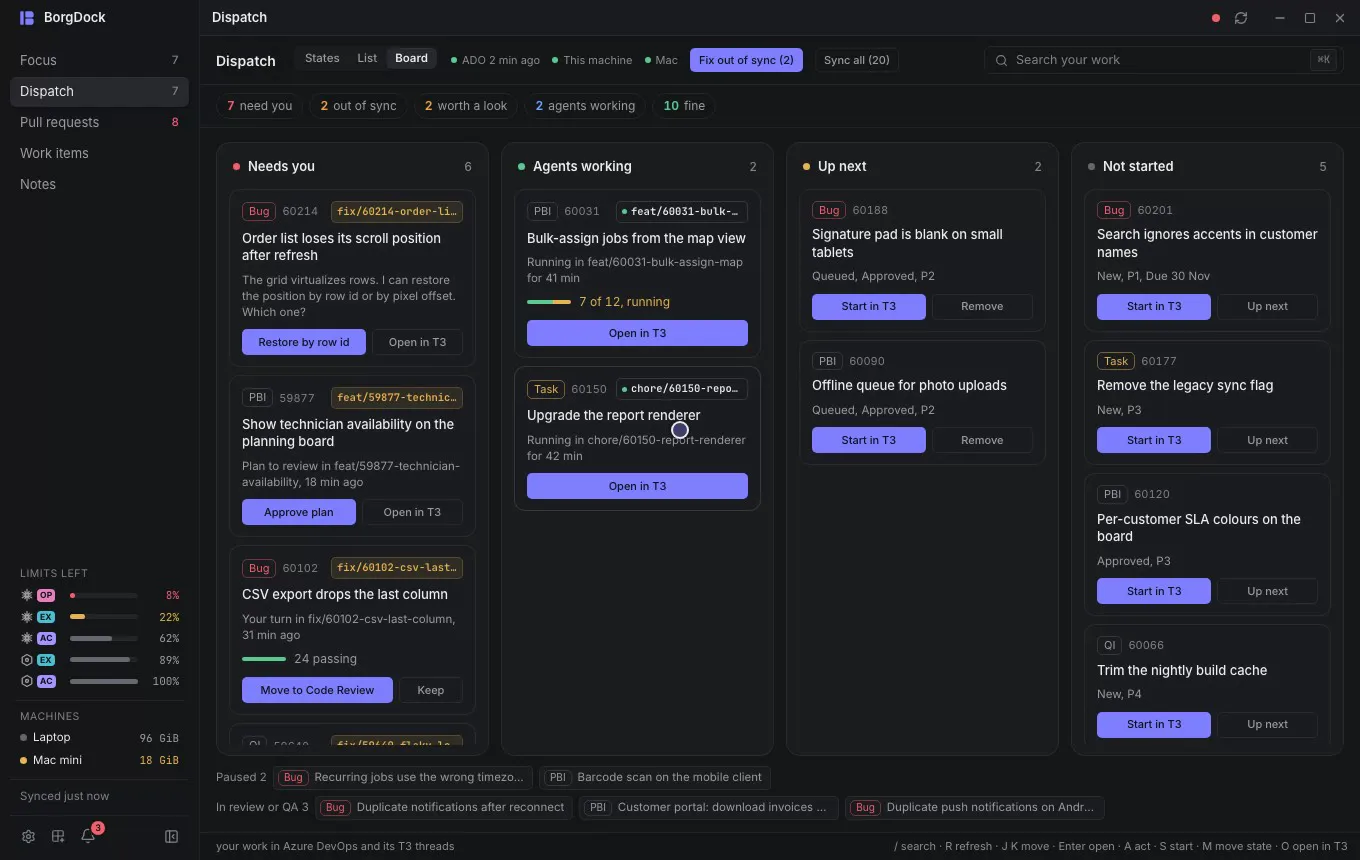 BorgDock
Dispatch
Focus 7
Dispatch 7
Pull requests 8
Work items
Notes
LIMITS LEFT
OP 8%
EX 22%
AC 62%
EX 89%
AC 100%
MACHINES
Laptop 96 GiB
Mac mini 18 GiB
Synced just now
3
Dispatch States List Board ADO 2 min ago This machine Mac Fix out of sync (2) Sync all (20) Search your work ⌘K
7 need you 2 out of sync 2 worth a look 2 agents working 10 fine
Needs you 6
Bug 60214 fix/60214-order-li…
Order list loses its scroll position
after refresh
The grid virtualizes rows. I can restore
the position by row id or by pixel offset.
Which one?
Restore by row id Open in T3
PBI 59877 feat/59877-technic…
Show technician availability on the
planning board
Plan to review in feat/59877-technician-
availability, 18 min ago
Approve plan Open in T3
Bug 60102 fix/60102-csv-last…
CSV export drops the last column
Your turn in fix/60102-csv-last-column,
31 min ago
24 passing
Move to Code Review Keep
Agents working 2
PBI 60031 feat/60031-bulk-…
Bulk-assign jobs from the map view
Running in feat/60031-bulk-assign-map
for 41 min
7 of 12, running
Open in T3
Task 60150 chore/60150-repo…
Upgrade the report renderer
Running in chore/60150-report-renderer
for 42 min
Open in T3
Up next 2
Bug 60188
Signature pad is blank on small
tablets
Queued, Approved, P2
Start in T3 Remove
PBI 60090
Offline queue for photo uploads
Queued, Approved, P2
Start in T3 Remove
Not started 5
Bug 60201
Search ignores accents in customer
names
New, P1, Due 30 Nov
Start in T3 Up next
Task 60177
Remove the legacy sync flag
New, P3
Start in T3 Up next
PBI 60120
Per-customer SLA colours on the
board
Approved, P3
Start in T3 Up next
QI 60066
Trim the nightly build cache
New, P4
Start in T3 Up next
Paused 2 Bug Recurring jobs use the wrong timezo… PBI Barcode scan on the mobile client
In review or QA 3 Bug Duplicate notifications after reconnect PBI Customer portal: download invoices … Bug Duplicate push notifications on Andr…
your work in Azure DevOps and its T3 threads
/ search · R refresh · J K move · Enter open · A act · S start · M move state · O open in T3